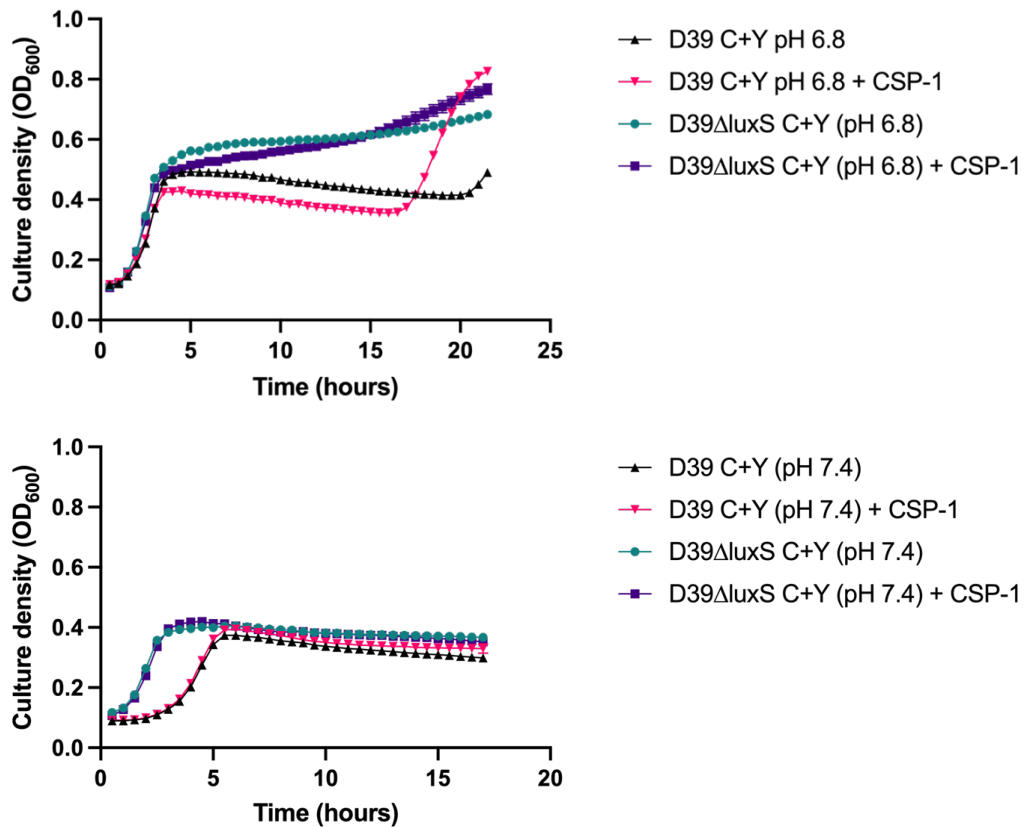 1.0
0.8
0.6
0.4
0.2
0.0
Culture density (OD600)
0
5
10
15
20
25
Time (hours)
D39 C+Y pH 6.8
D39 C+Y pH 6.8 + CSP-1
D39ΔluxS C+Y (pH 6.8)
D39ΔluxS C+Y (pH 6.8) + CSP-1
1.0
0.8
0.6
0.4
0.2
0.0
Culture density (OD600)
0
5
10
15
20
Time (hours)
D39 C+Y (pH 7.4)
D39 C+Y (pH 7.4) + CSP-1
D39ΔluxS C+Y (pH 7.4)
D39ΔluxS C+Y (pH 7.4) + CSP-1